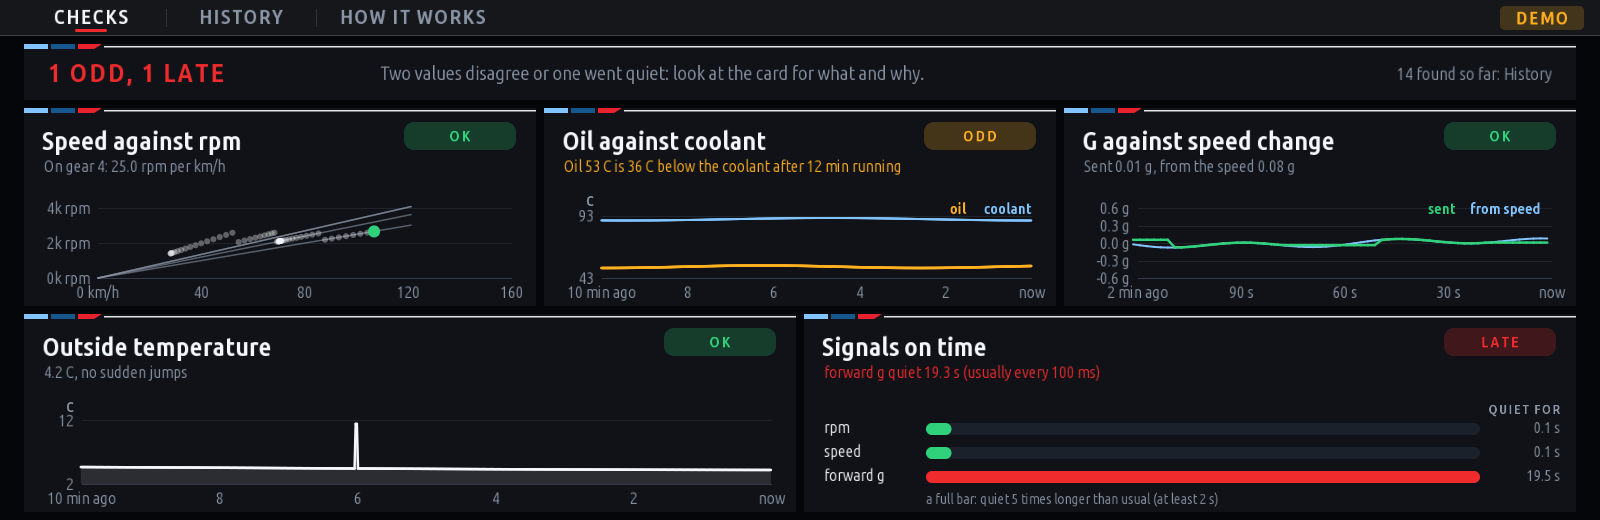 CHECKS HISTORY HOW IT WORKS DEMO
1 ODD, 1 LATE Two values disagree or one went quiet: look at the card for what and why. 14 found so far: History
Speed against rpm OK
On gear 4: 25.0 rpm per km/h
4k rpm
2k rpm
0k rpm
0 km/h 40 80 120 160
Oil against coolant ODD
Oil 53 C is 36 C below the coolant after 12 min running
C
oil coolant
93
43
10 min ago 8 6 4 2 now
G against speed change OK
Sent 0.01 g, from the speed 0.08 g
sent from speed
0.6 g
0.3 g
0.0 g
-0.3 g
-0.6 g
2 min ago 90 s 60 s 30 s now
Outside temperature OK
4.2 C, no sudden jumps
C
12
2
10 min ago 8 6 4 2 now
Signals on time LATE
forward g quiet 19.3 s (usually every 100 ms)
QUIET FOR
rpm 0.1 s
speed 0.1 s
forward g 19.5 s
a full bar: quiet 5 times longer than usual (at least 2 s)